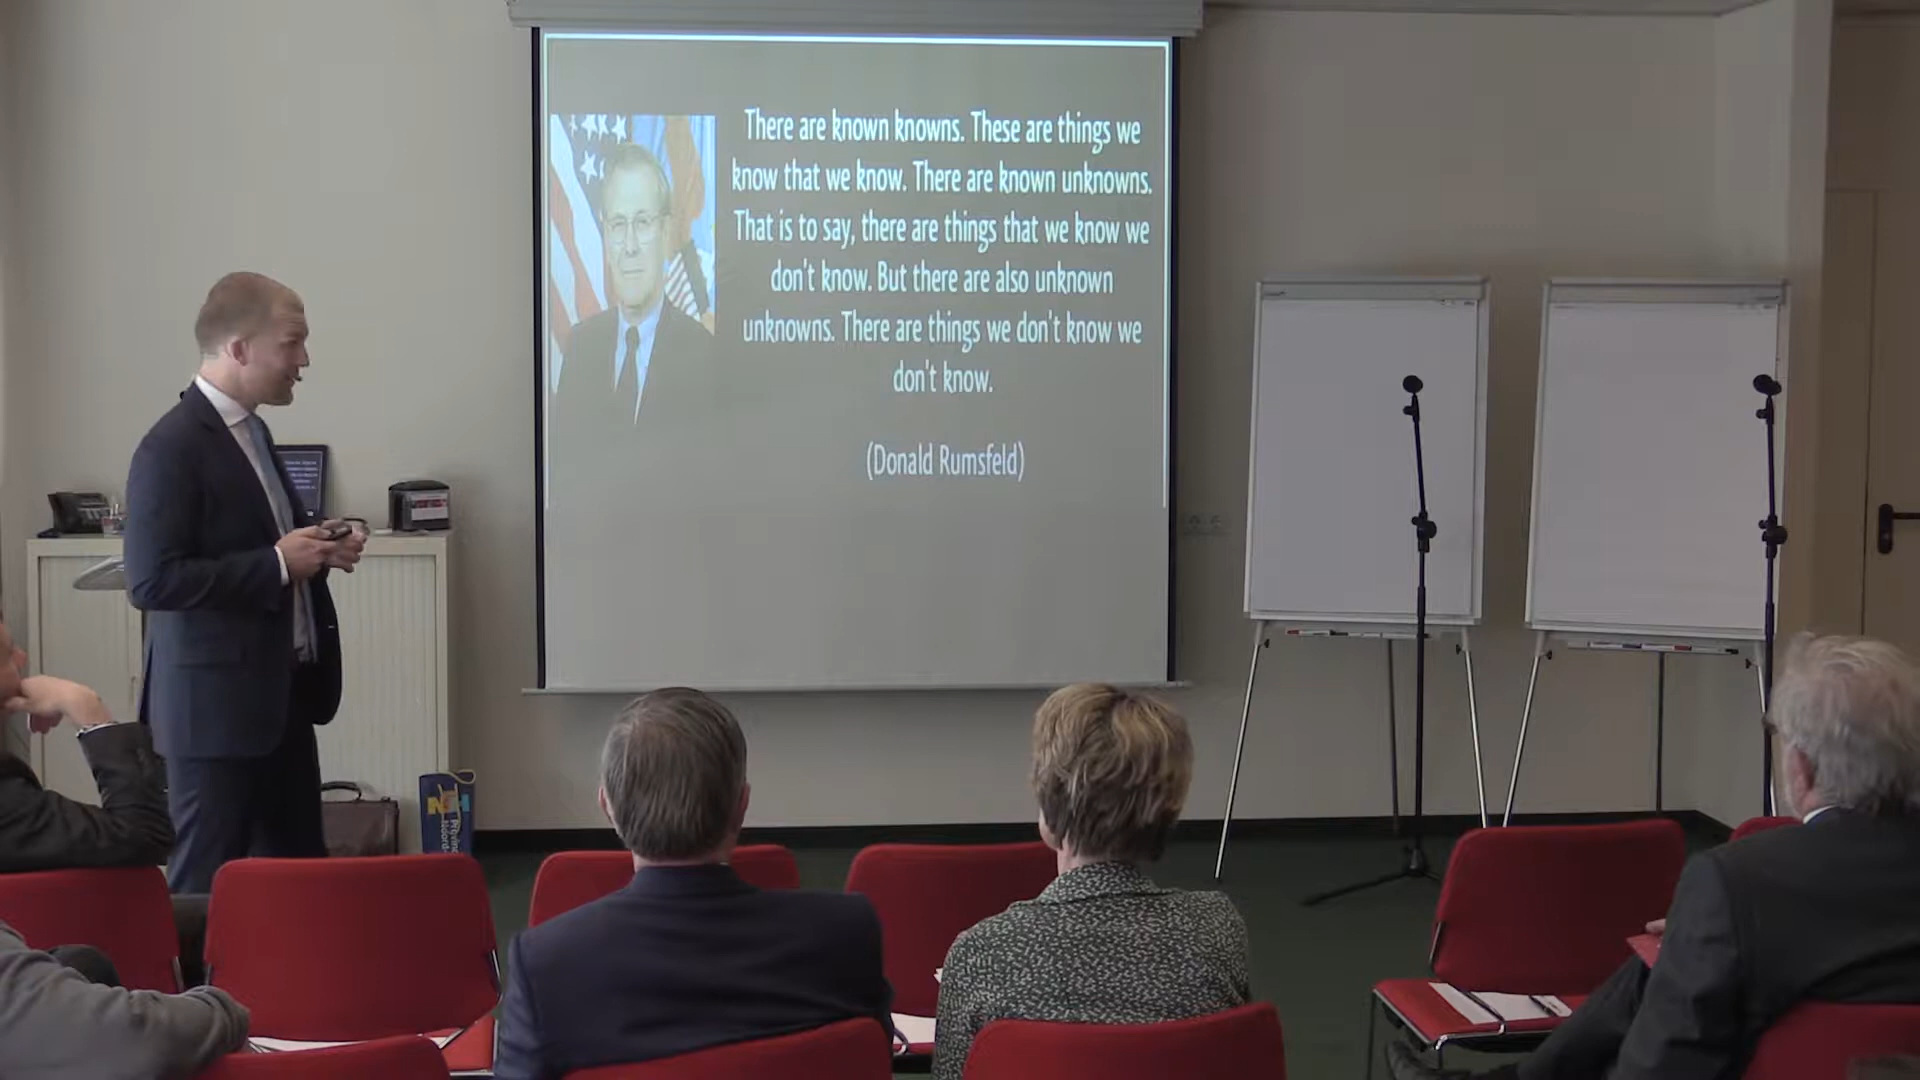 There are known knowns. These are things we
know that we know. There are known unknowns.
That is to say, there are things that we know we
don't know. But there are also unknown
unknowns. There are things we don't know we
don't know.
(Donald Rumsfeld)